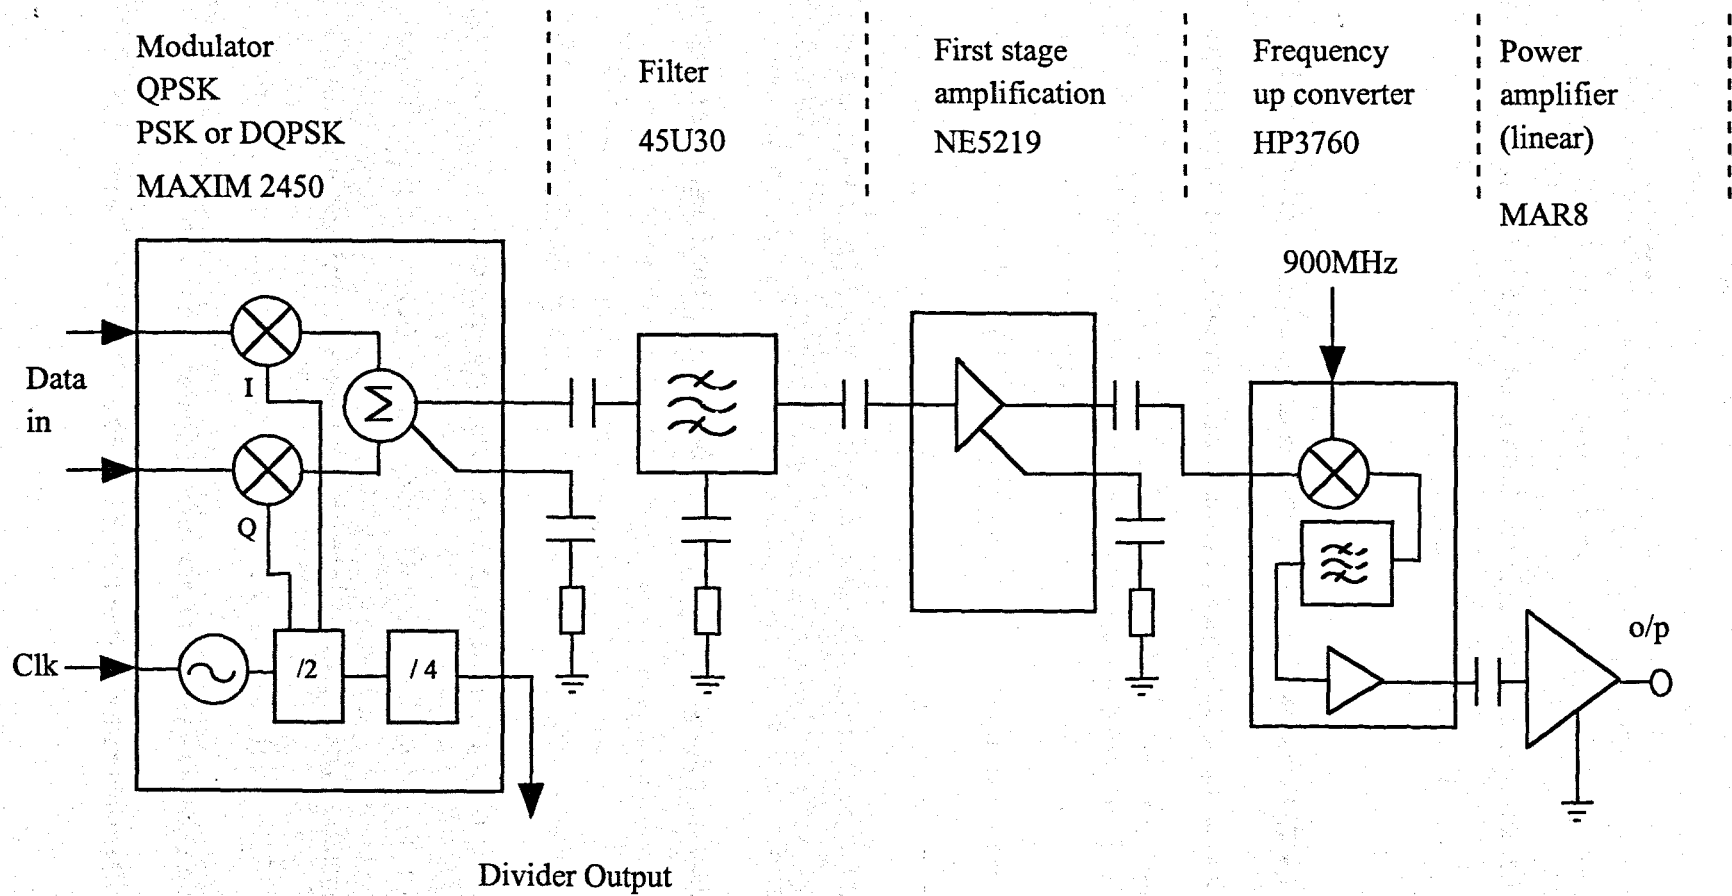 Modulator
QPSK
PSK or DQPSK
MAXIM 2450
Filter
45U30
First stage
amplification
NE5219
Frequency
up converter
HP3760
Power
amplifier
(linear)
MAR8
900MHz
Data
in
I
Σ
Q
Clk
/2
/ 4
o/p
Divider Output